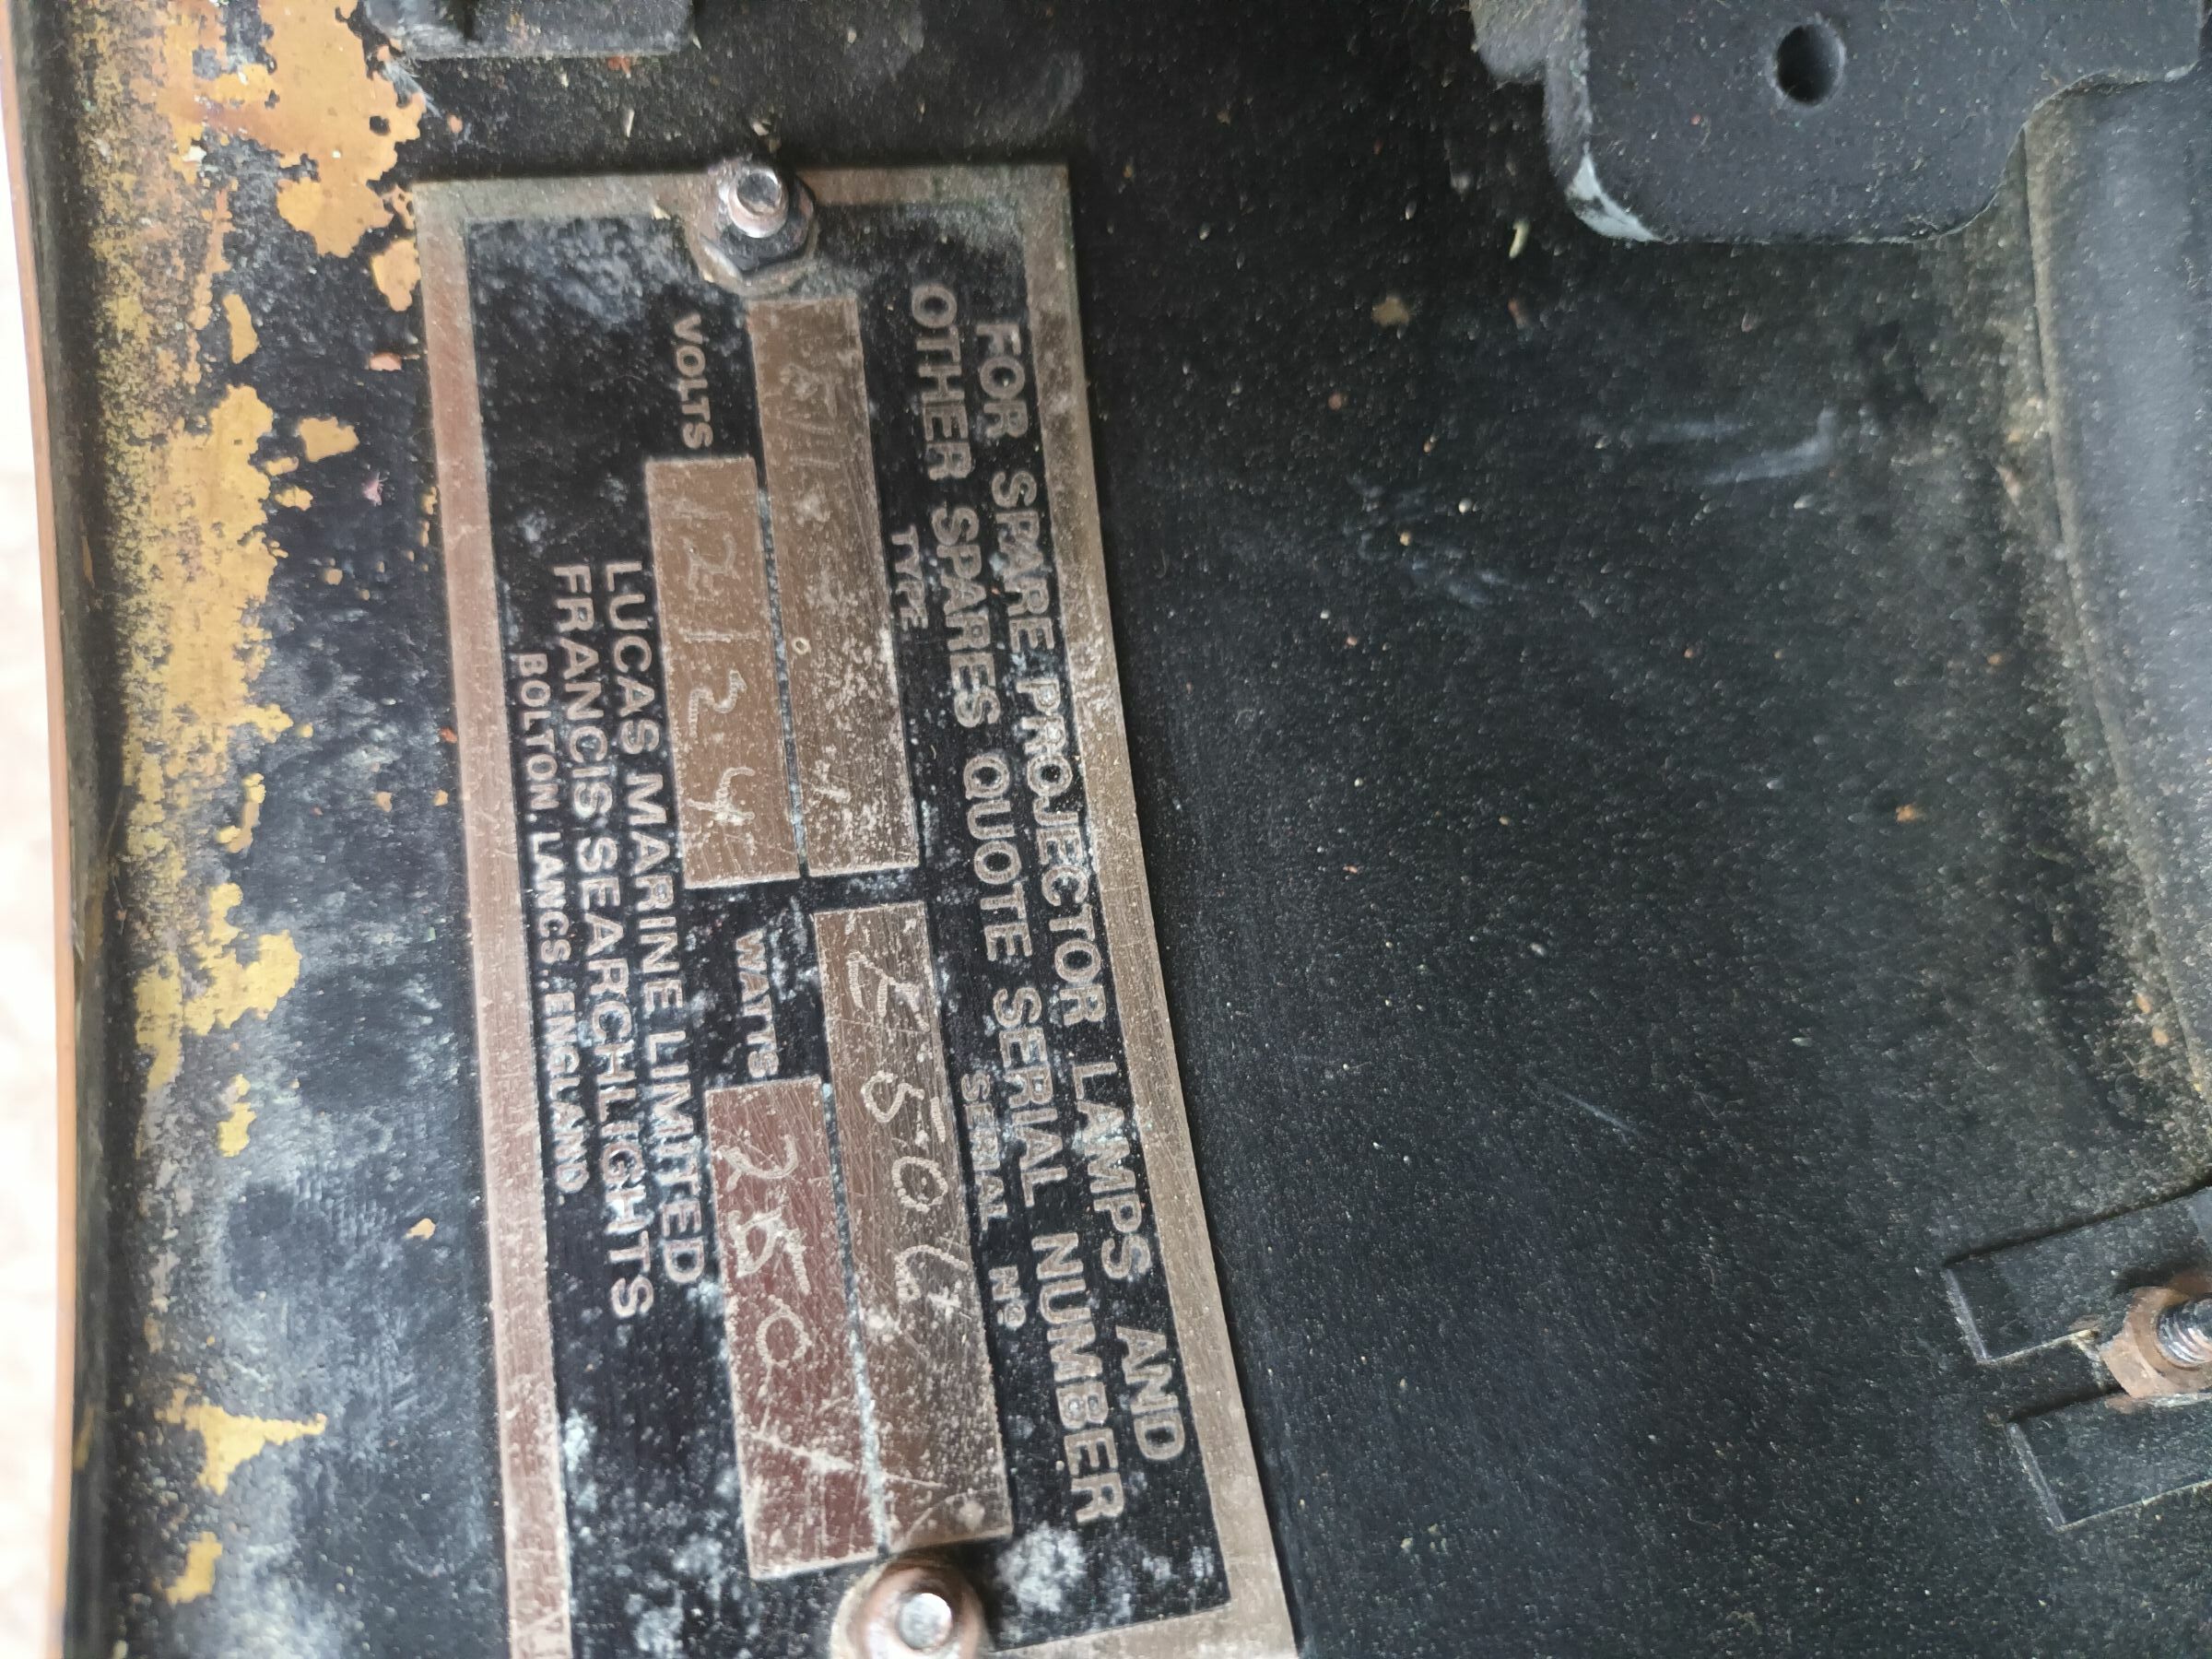 FOR SPARE PROJECTOR LAMPS AND
OTHER SPARES QUOTE SERIAL NUMBER
TYPE SERIAL Nº
VOLTS 12/24 WATTS 250
LUCAS MARINE LIMITED
FRANCIS SEARCHLIGHTS
BOLTON. LANCS. ENGLAND.